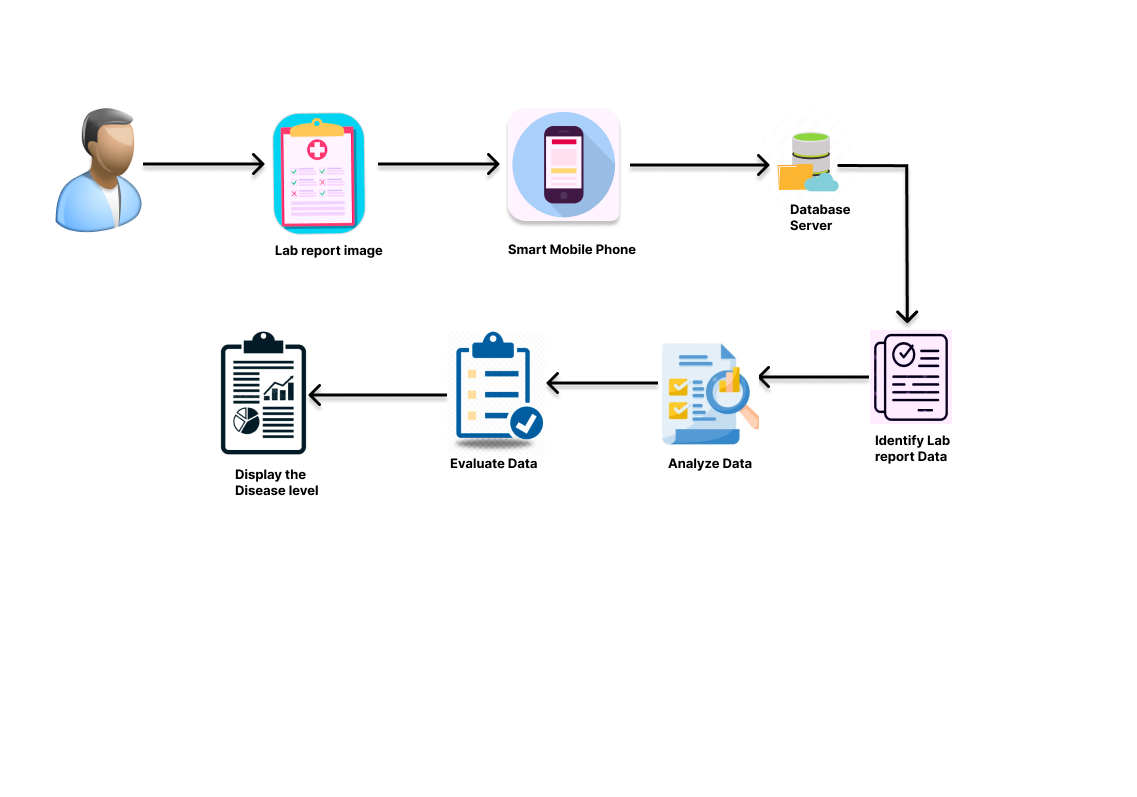 Lab report image
Smart Mobile Phone
Database
Server
Identify Lab
report Data
Analyze Data
Evaluate Data
Display the
Disease level